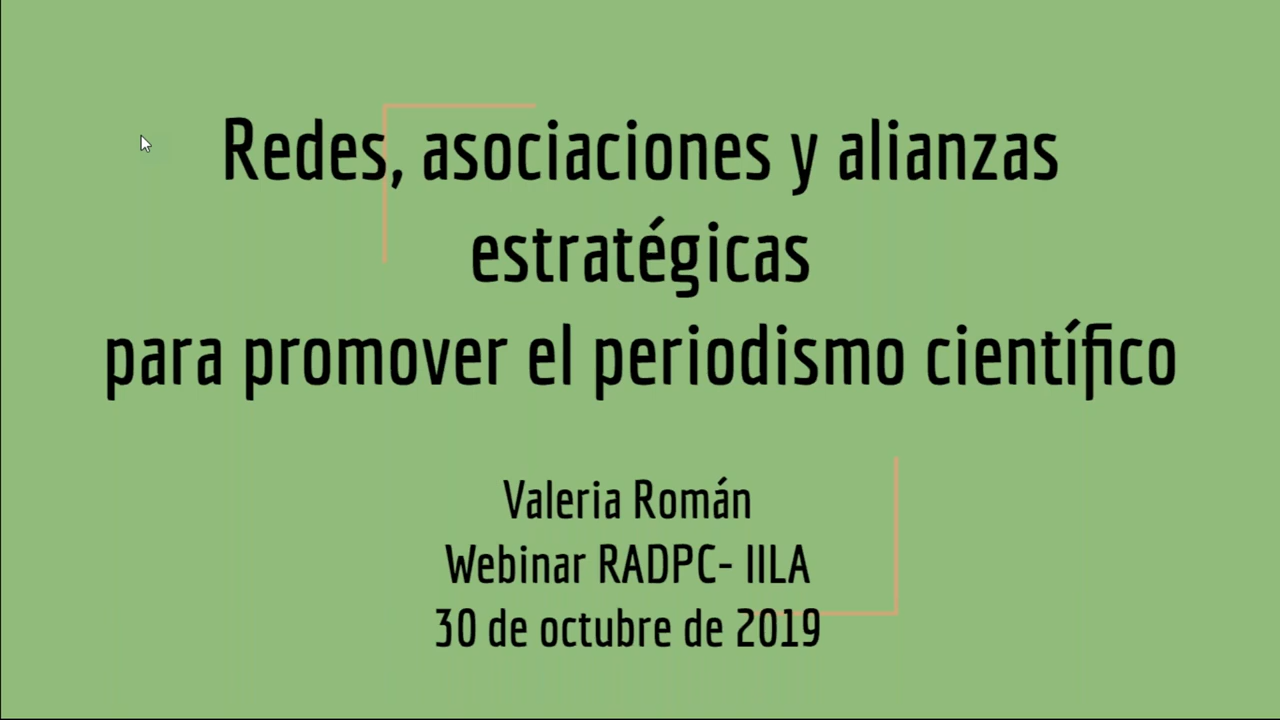 Redes, asociaciones y alianzas
estratégicas
para promover el periodismo científico
Valeria Román
Webinar RADPC- IILA
30 de octubre de 2019